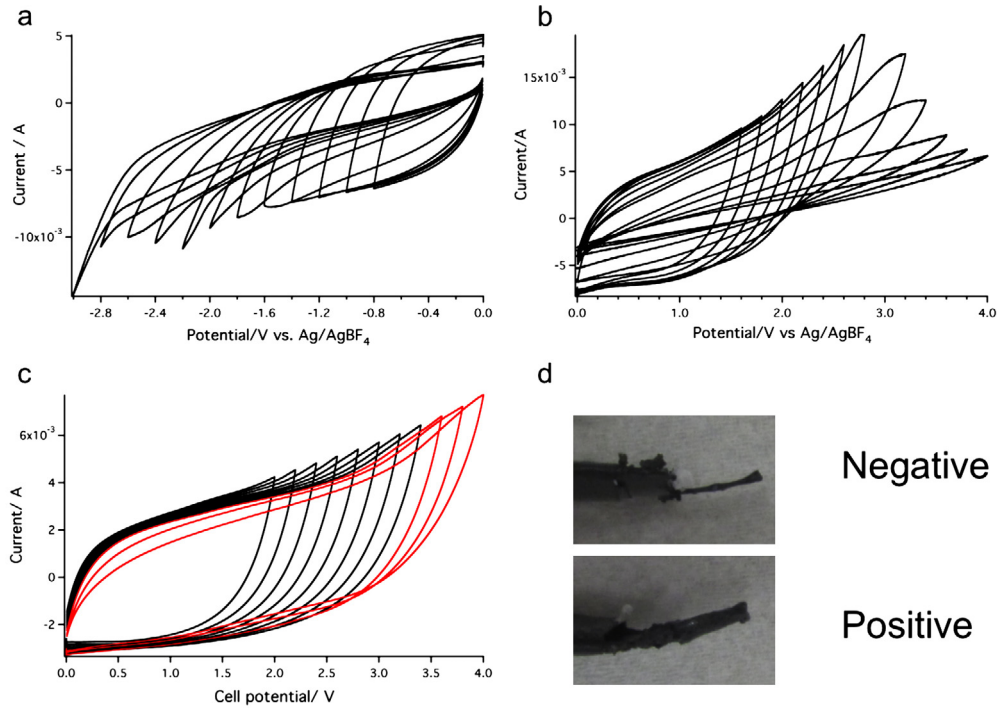 a
5
0
-5
-10x10-3
Current / A
-2.8 -2.4 -2.0 -1.6 -1.2 -0.8 -0.4 0.0
Potential/V vs. Ag/AgBF4
b
15x10-3
10
5
0
-5
Current/A
0 1.0 2.0 3.0 4.0
Potential/V vs Ag/AgBF4
c
6x10-3
4
2
0
-2
Current/ A
0.0 0.5 1.0 1.5 2.0 2.5 3.0 3.5 4.0
Cell potential/ V
d
Negative
Positive